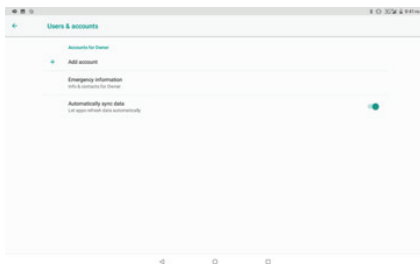 Users & accounts
Accounts for Owner
Add account
Emergency information
Info & contacts for Owner
Automatically sync data
Let apps refresh data automatically